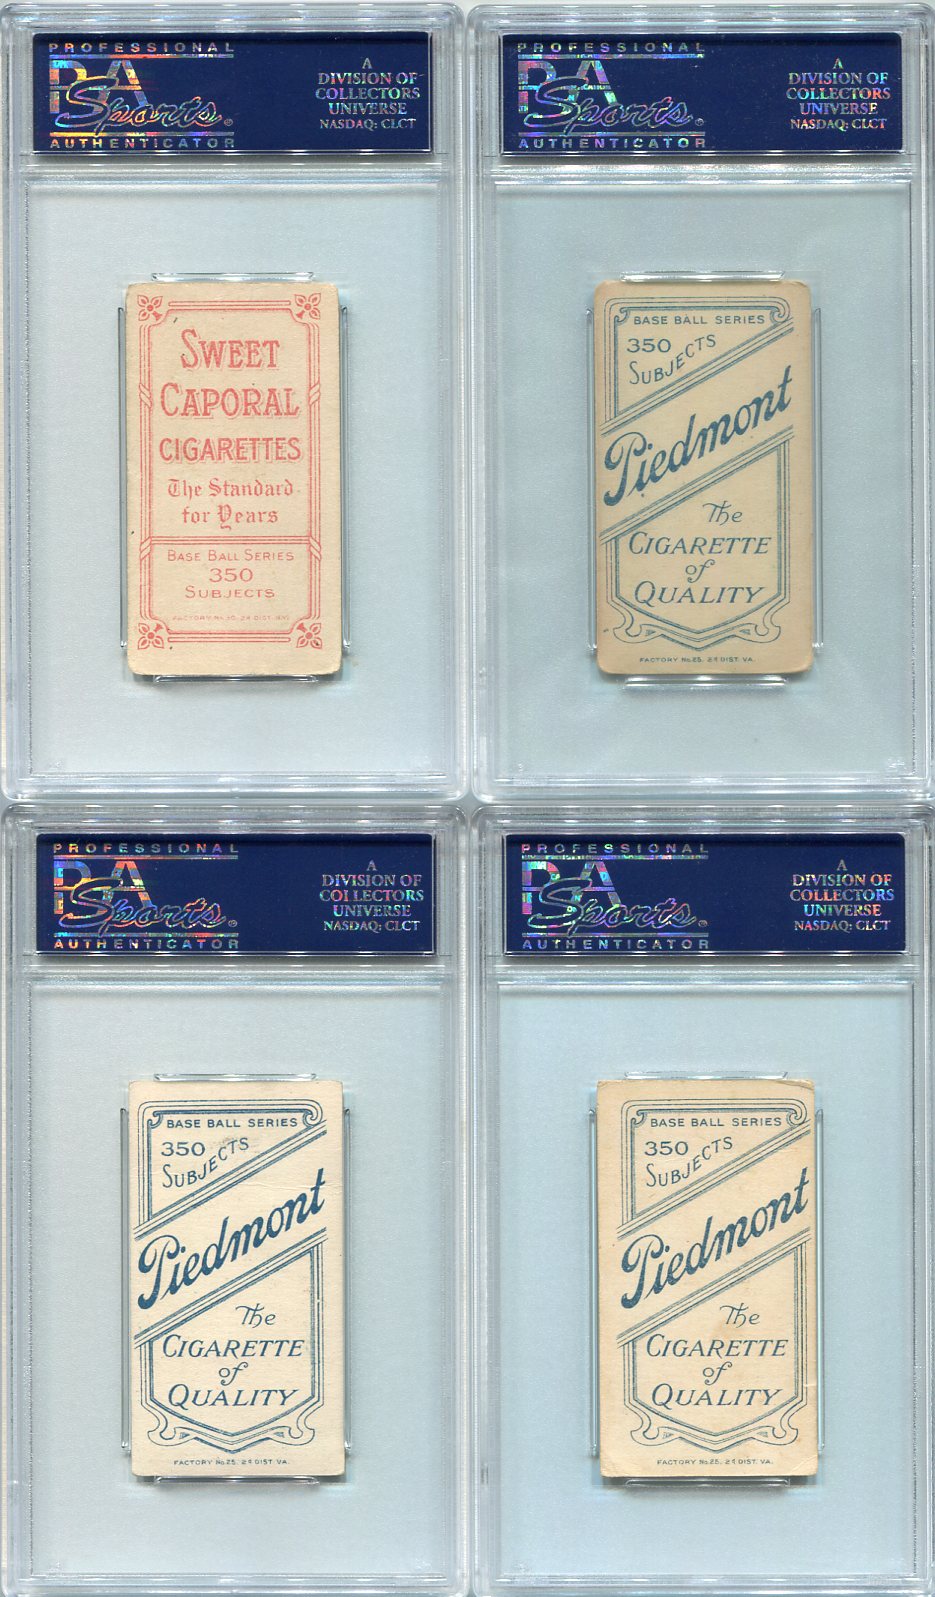 PROFESSIONAL
PSA
Sports
AUTHENTICATOR
A
DIVISION OF
COLLECTORS
UNIVERSE
NASDAQ: CLCT
SWEET
CAPORAL
CIGARETTES
The Standard
for Years
BASE BALL SERIES
350
SUBJECTS
FACTORY No. 30, 2d DIST. N.Y.
PROFESSIONAL
PSA
Sports
AUTHENTICATOR
A
DIVISION OF
COLLECTORS
UNIVERSE
NASDAQ: CLCT
BASE BALL SERIES
350
SUBJECTS
Piedmont
The
CIGARETTE
of
QUALITY
FACTORY No. 25, 2d DIST. VA.
PROFESSIONAL
PSA
Sports
AUTHENTICATOR
A
DIVISION OF
COLLECTORS
UNIVERSE
NASDAQ: CLCT
BASE BALL SERIES
350
SUBJECTS
Piedmont
The
CIGARETTE
of
QUALITY
FACTORY No. 25, 2d DIST. VA.
PROFESSIONAL
PSA
Sports
AUTHENTICATOR
A
DIVISION OF
COLLECTORS
UNIVERSE
NASDAQ: CLCT
BASE BALL SERIES
350
SUBJECTS
Piedmont
The
CIGARETTE
of
QUALITY
FACTORY No. 25, 2d DIST. VA.